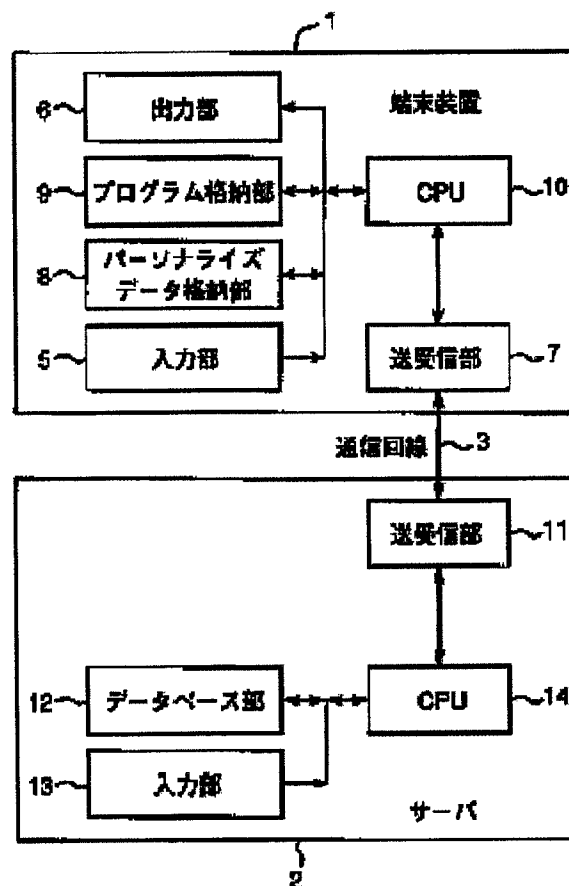 1
6 出力部 端末装置
9 プログラム格納部 CPU 10
8 パーソナライズ
データ格納部
5 入力部 送受信部 7
通信回線 3
送受信部 11
12 データベース部 CPU 14
13 入力部
サーバ
2